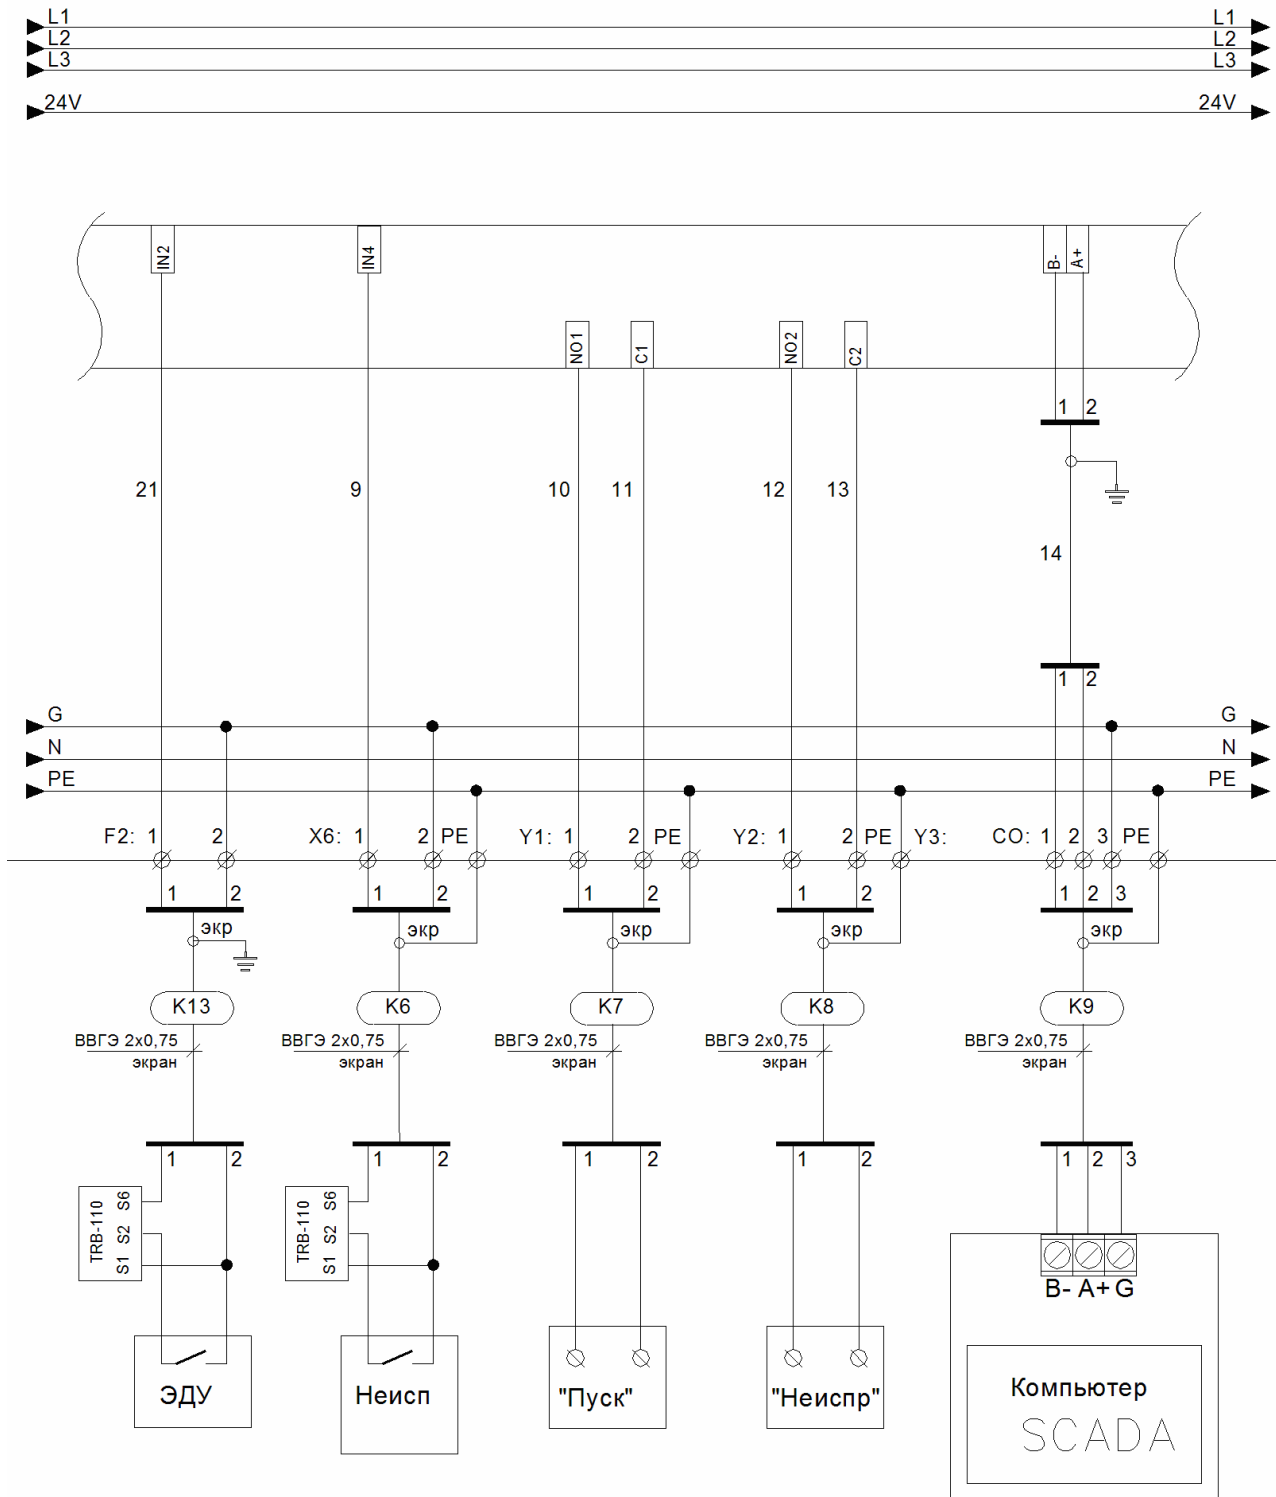 L1 L1
L2 L2
L3 L3
24V 24V
IN2 IN4 B- A+
NO1 C1 NO2 C2
1 2
21 9 10 11 12 13
14
1 2
G G
N N
PE PE
F2: 1 2 X6: 1 2 PE Y1: 1 2 PE Y2: 1 2 PE Y3: CO: 1 2 3 PE
1 2 1 2 1 2 1 2 1 2 3
экр экр экр экр экр
K13 K6 K7 K8 K9
ВВГЭ 2x0,75 ВВГЭ 2x0,75 ВВГЭ 2x0,75 ВВГЭ 2x0,75 ВВГЭ 2x0,75
экран экран экран экран экран
1 2 1 2 1 2 1 2 1 2 3
TRB-110 S1 S2 S6 TRB-110 S1 S2 S6
B- A+ G
ЭДУ Неисп "Пуск" "Неиспр" Компьютер
SCADA